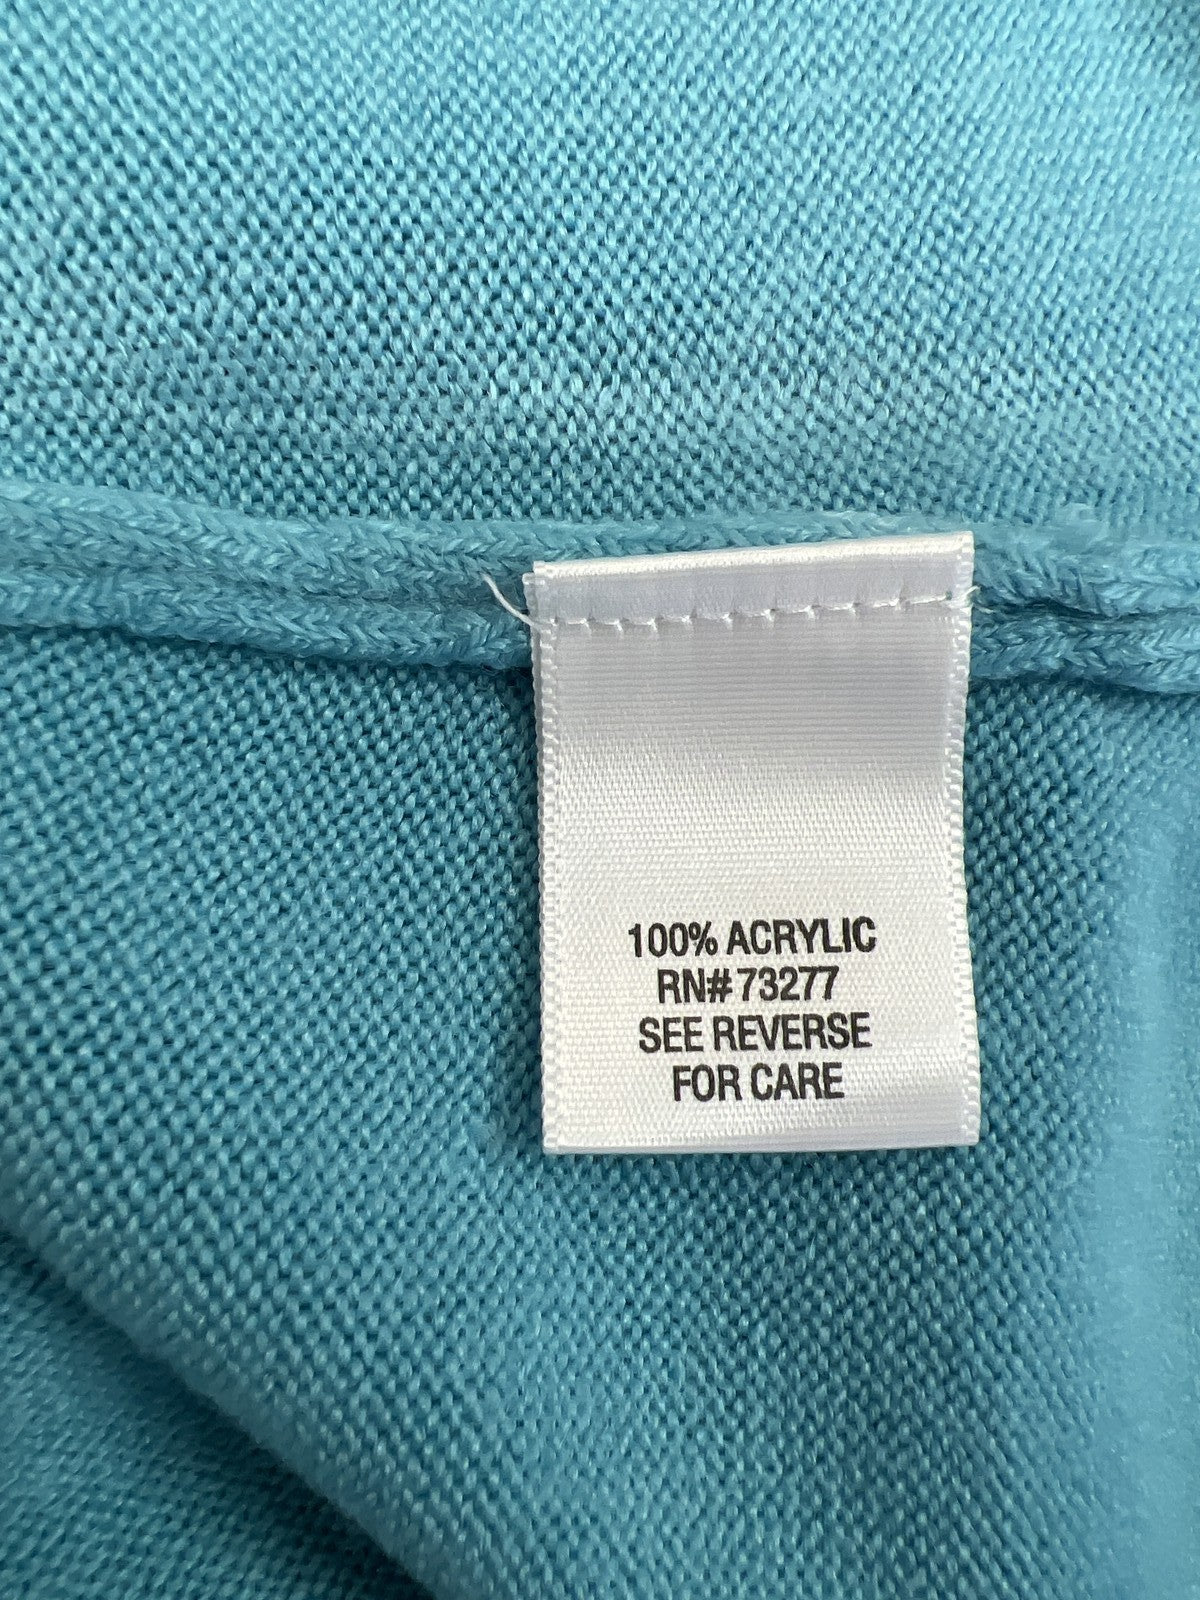 100% ACRYLIC
RN# 73277
SEE REVERSE
FOR CARE